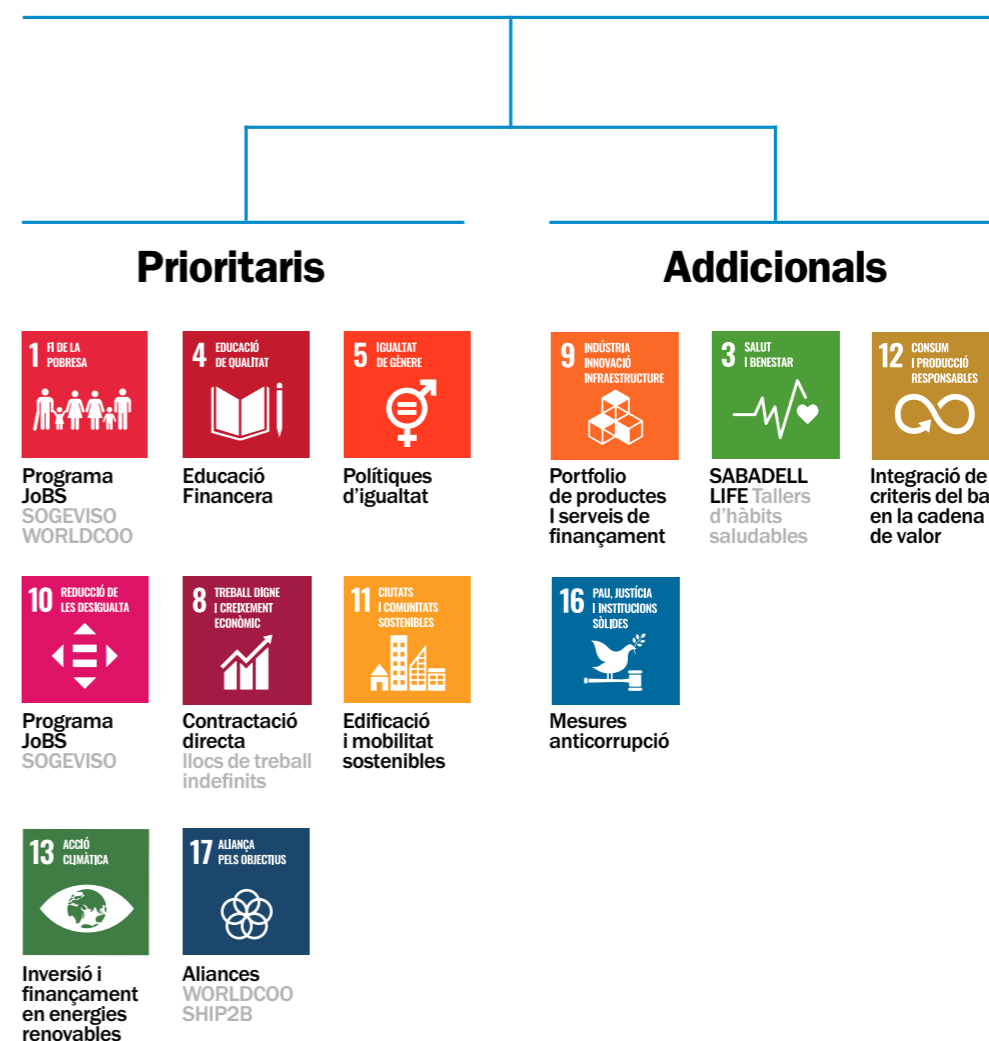 Prioritaris
1 FI DE LA
POBRESA
Programa
JoBS
SOGEVISO
WORLDCOO
4 EDUCACIÓ
DE QUALITAT
Educació
Financera
5 IGUALTAT
DE GÈNERE
Polítiques
d’igualtat
10 REDUCCIÓ DE
LES DESIGUALTA
Programa
JoBS
SOGEVISO
8 TREBALL DIGNE
I CREIXEMENT
ECONÒMIC
Contractació
directa
llocs de treball
indefinits
11 CIUTATS
I COMUNITATS
SOSTENIBLES
Edificació
i mobilitat
sostenibles
13 ACCIÓ
CLIMÀTICA
Inversió i
finançament
en energies
renovables
17 ALIANÇA
PELS OBJECTIUS
Aliances
WORLDCOO
SHIP2B
Addicionals
9 INDÚSTRIA
INNOVACIÓ
INFRAESTRUCTURE
Portfolio
de productes
I serveis de
finançament
3 SALUT
I BENESTAR
SABADELL
LIFE Tallers
d’hàbits
saludables
12 CONSUM
I PRODUCCIÓ
RESPONSABLES
Integració de
criteris del ba
en la cadena
de valor
16 PAU, JUSTÍCIA
I INSTITUCIONS
SÒLIDES
Mesures
anticorrupció